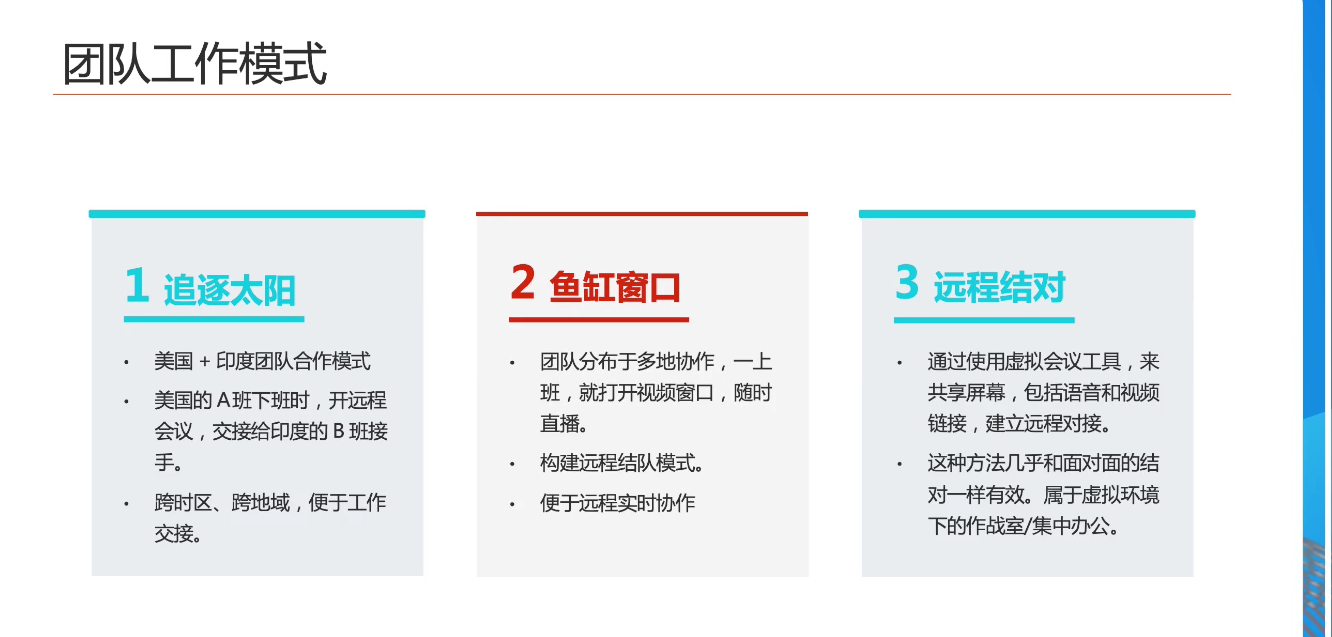 团队工作模式
1 追逐太阳
• 美国 + 印度团队合作模式
• 美国的 A班下班时，开远程
会议，交接给印度的 B 班接
手。
• 跨时区、跨地域，便于工作
交接。
2 鱼缸窗口
• 团队分布于多地协作，一上
班，就打开视频窗口，随时
直播。
• 构建远程结队模式。
• 便于远程实时协作
3 远程结对
• 通过使用虚拟会议工具，来
共享屏幕，包括语音和视频
链接，建立远程对接。
• 这种方法几乎和面对面的结
对一样有效。属于虚拟环境
下的作战室/集中办公。